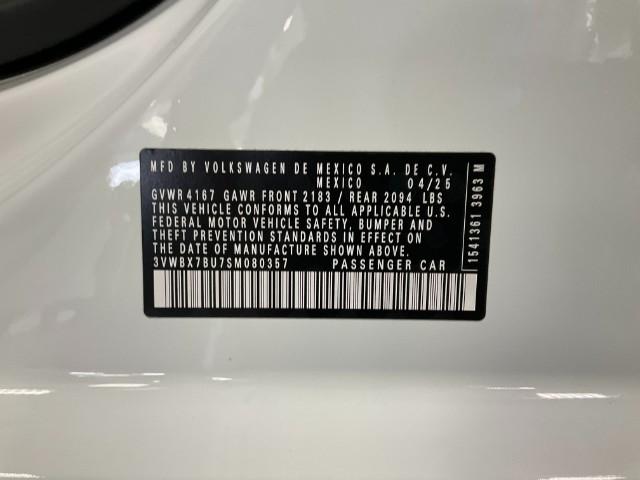 MFD BY VOLKSWAGEN DE MEXICO S.A. DE C.V.
MEXICO 04/25
GVWR 4167 GAWR FRONT 2183 / REAR 2094 LBS
THIS VEHICLE CONFORMS TO ALL APPLICABLE U.S.
FEDERAL MOTOR VEHICLE SAFETY, BUMPER AND
THEFT PREVENTION STANDARDS IN EFFECT ON
THE DATE OF MANUFACTURE SHOWN ABOVE.
3VWBX7BU7SM080357 PASSENGER CAR
1541361 3963 M